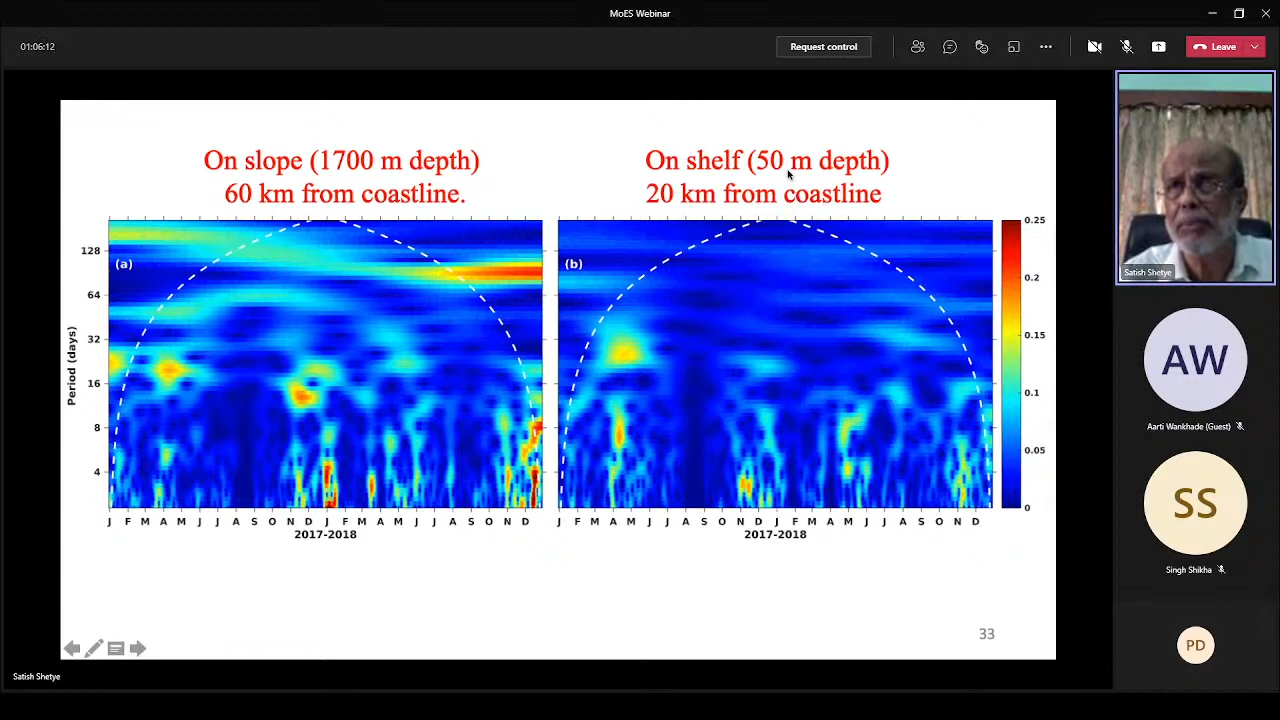 MoES Webinar
01:06:12
Request control
Leave
On slope (1700 m depth)
60 km from coastline.
On shelf (50 m depth)
20 km from coastline
Period (days)
128
64
32
16
8
4
(a)
J F M A M J J A S O N D J F M A M J J A S O N D
2017-2018
(b)
J F M A M J J A S O N D J F M A M J J A S O N D
2017-2018
0.25
0.2
0.15
0.1
0.05
0
33
Satish Shetye
Satish Shetye
AW
Aarti Wankhade (Guest)
SS
Singh Shikha
PD